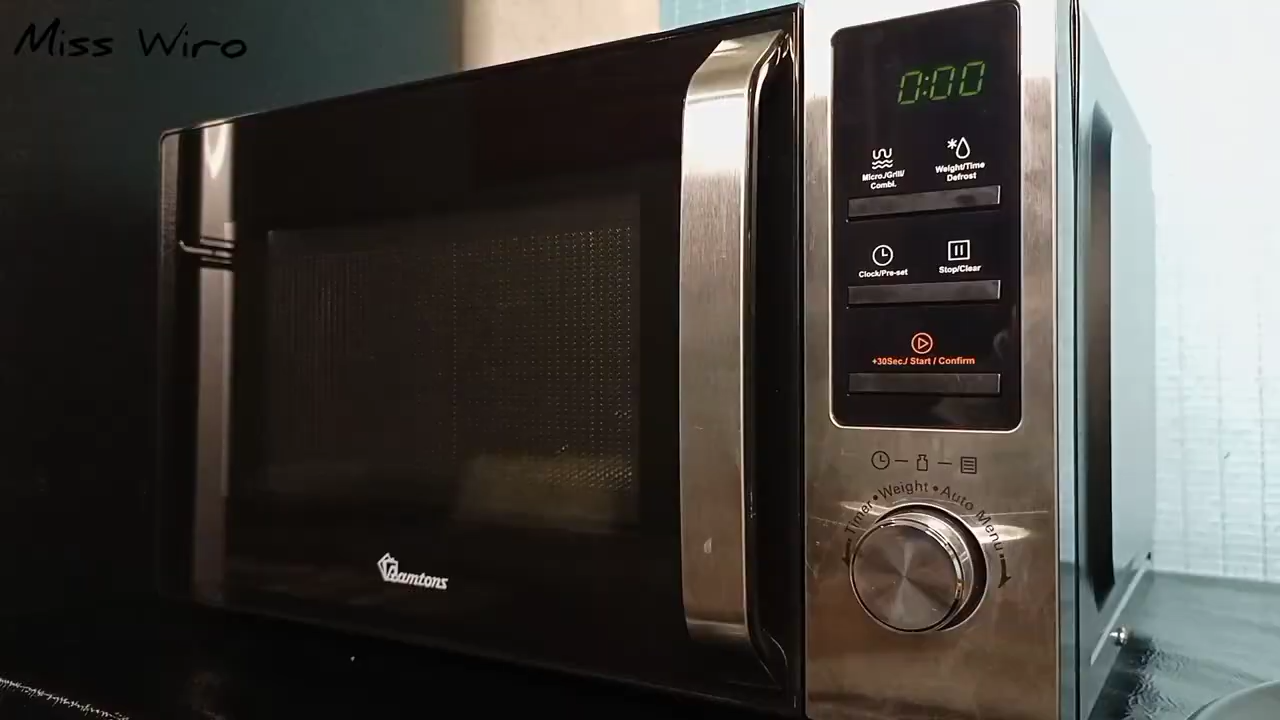 Miss Wiro
0:00
Micro./Grill/
Combi.
Weight/Time
Defrost
Clock/Pre-set
Stop/Clear
+30Sec./ Start / Confirm
Timer • Weight • Auto Menu
Ramtons